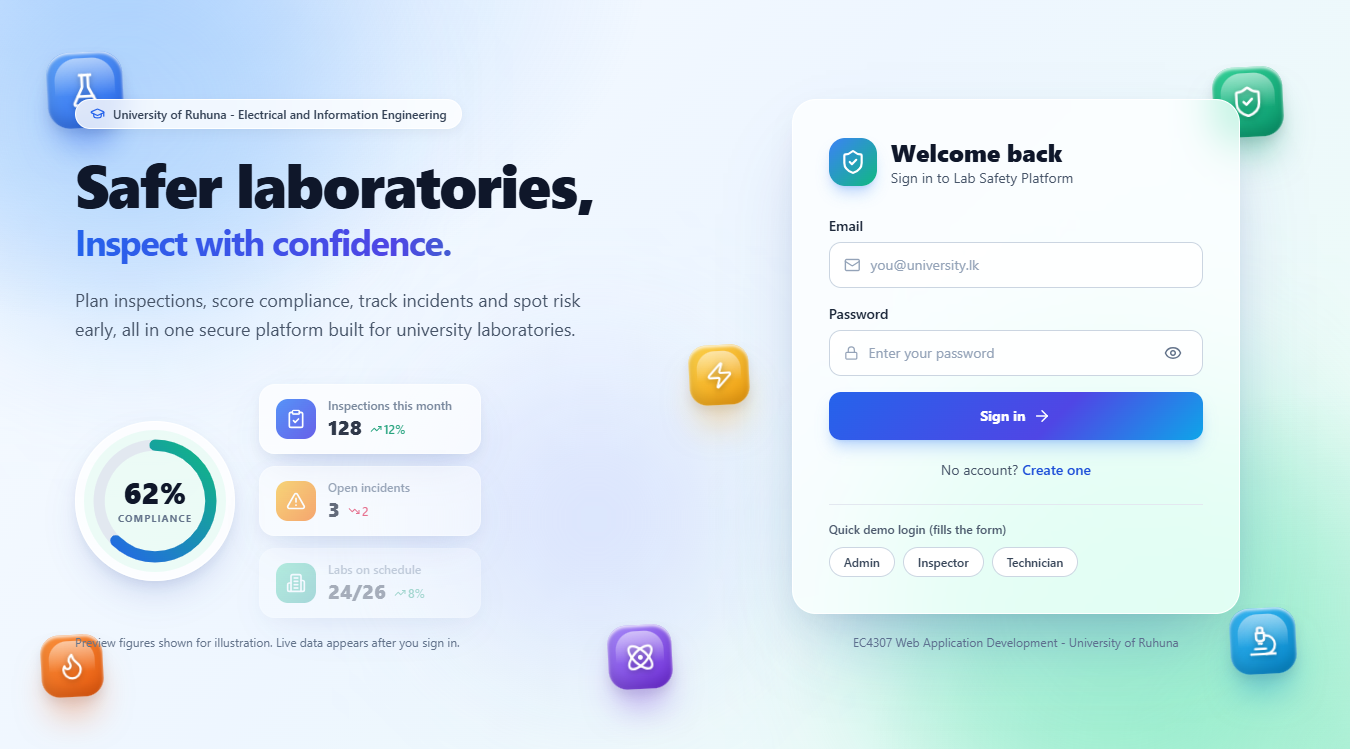 University of Ruhuna - Electrical and Information Engineering
Safer laboratories,
Inspect with confidence.
Plan inspections, score compliance, track incidents and spot risk
early, all in one secure platform built for university laboratories.
62%
COMPLIANCE
Inspections this month
128 12%
Open incidents
3 2
Labs on schedule
24/26 8%
Preview figures shown for illustration. Live data appears after you sign in.
Welcome back
Sign in to Lab Safety Platform
Email
you@university.lk
Password
Enter your password
Sign in
No account? Create one
Quick demo login (fills the form)
Admin Inspector Technician
EC4307 Web Application Development - University of Ruhuna